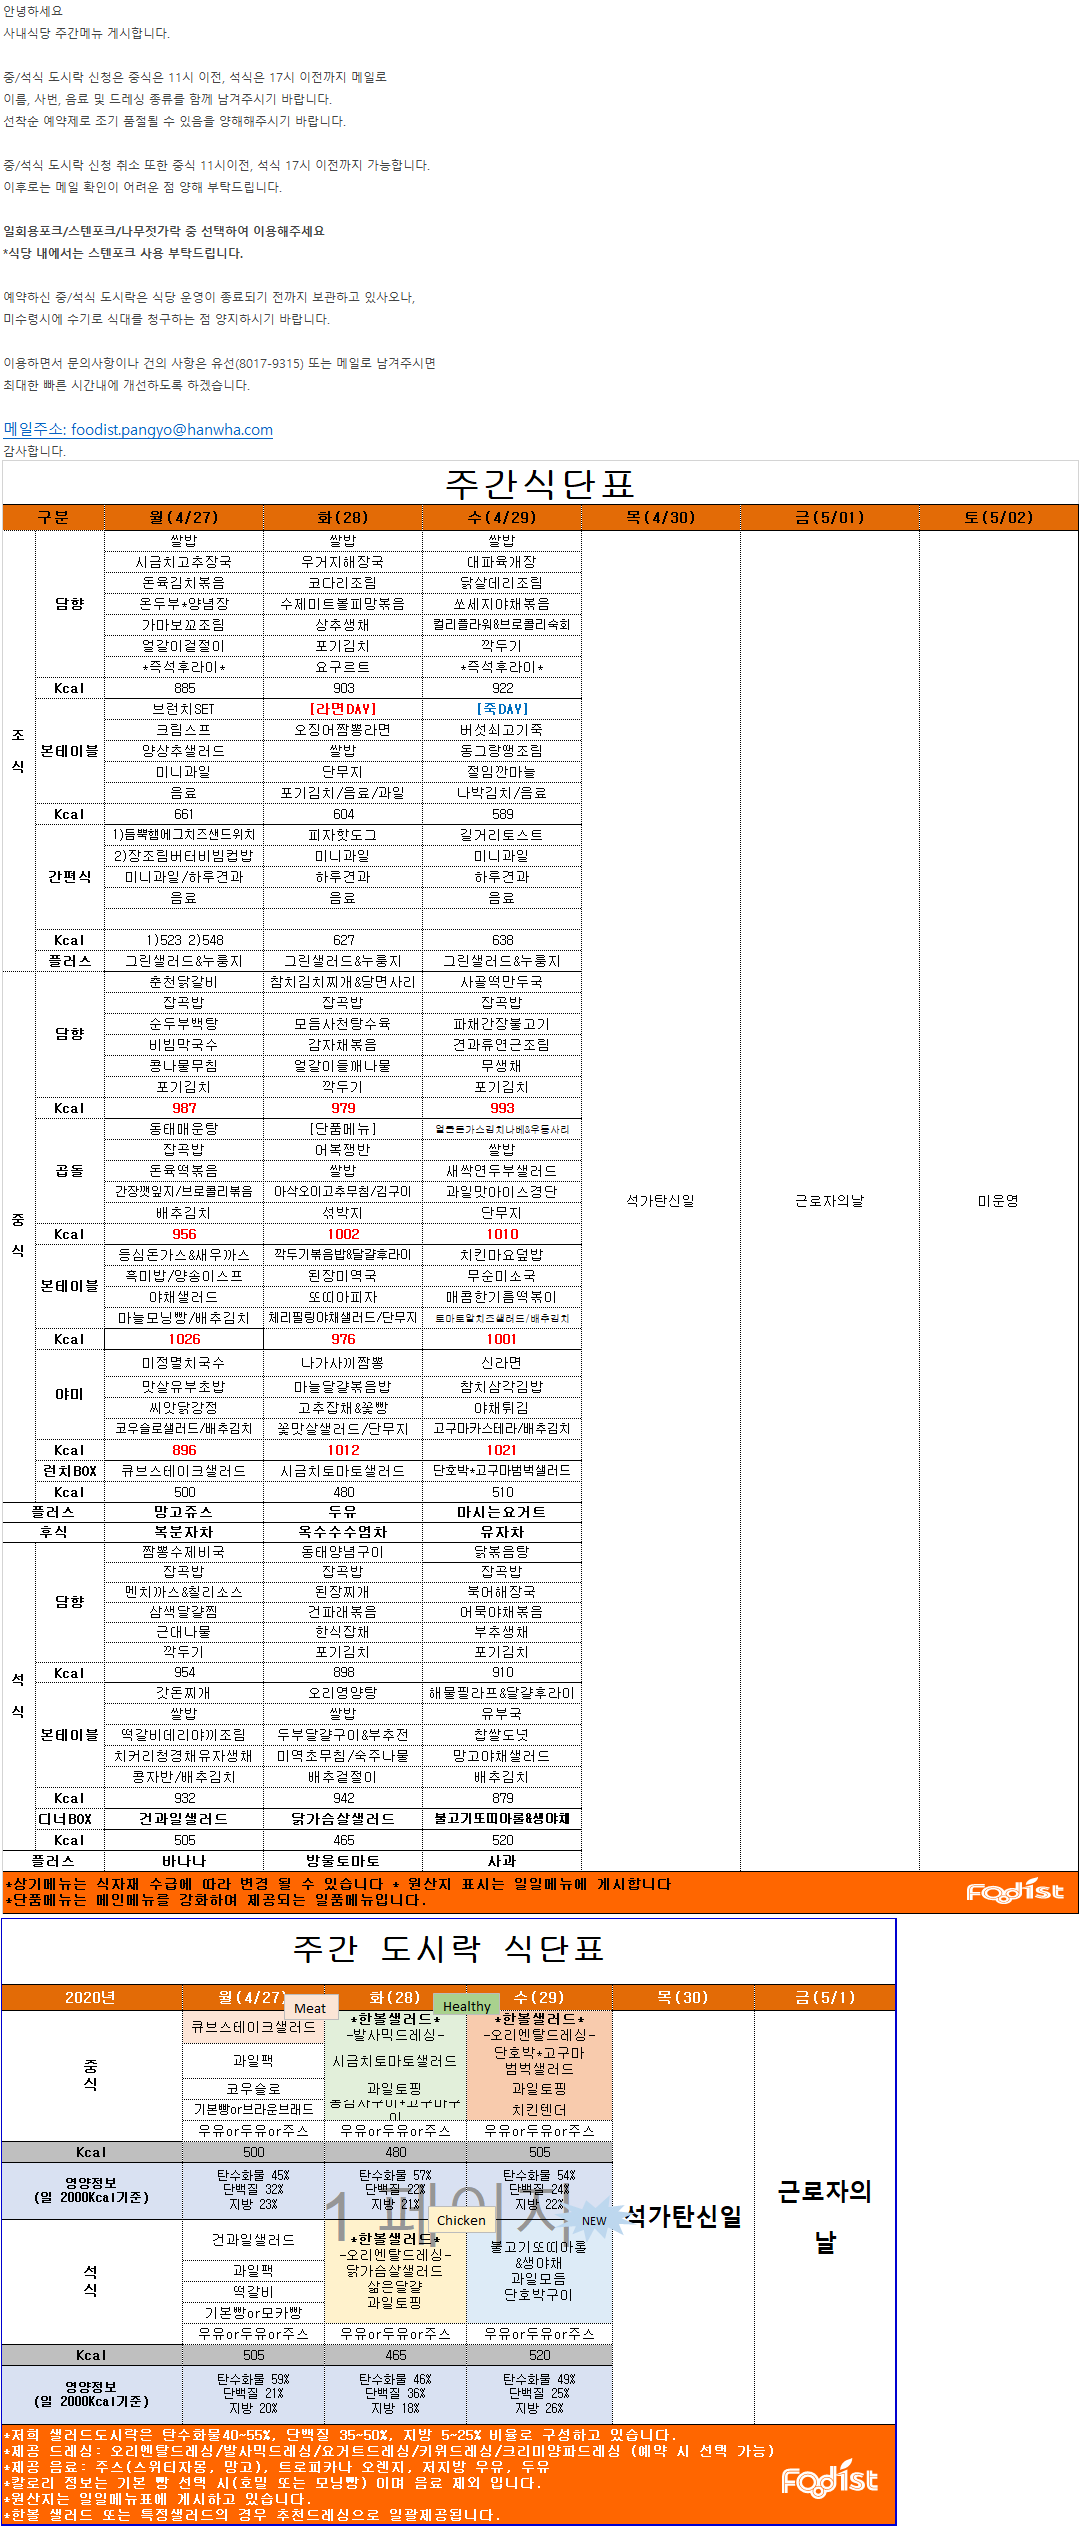 안녕하세요
사내식당 주간메뉴 게시합니다.
중/석식 도시락 신청은 중식은 11시 이전, 석식은 17시 이전까지 메일로
이름, 사번, 음료 및 드레싱 종류를 함께 남겨주시기 바랍니다.
선착순 예약제로 조기 품절될 수 있음을 양해해주시기 바랍니다.
중/석식 도시락 신청 취소 또한 중식 11시이전, 석식 17시 이전까지 가능합니다.
이후로는 메일 확인이 어려운 점 양해 부탁드립니다.
일회용포크/스텐포크/나무젓가락 중 선택하여 이용해주세요
*식당 내에서는 스텐포크 사용 부탁드립니다.
예약하신 중/석식 도시락은 식당 운영이 종료되기 전까지 보관하고 있사오나,
미수령시에 수기로 식대를 청구하는 점 양지하시기 바랍니다.
이용하면서 문의사항이나 건의 사항은 유선(8017-9315) 또는 메일로 남겨주시면
최대한 빠른 시간내에 개선하도록 하겠습니다.
메일주소: foodist.pangyo@hanwha.com
감사합니다.
주간식단표
구분 월(4/27) 화(28) 수(4/29) 목(4/30) 금(5/01) 토(5/02)
조식
담향
쌀밥 쌀밥 쌀밥
시금치고추장국 우거지해장국 대파육개장
돈육김치볶음 코다리조림 닭살데리조림
온두부*양념장 수제미트볼피망볶음 쏘세지야채볶음
가마보꼬조림 상추생채 컬리플라워&브로콜리숙회
얼갈이겉절이 포기김치 깍두기
*즉석후라이* 요구르트 *즉석후라이*
Kcal 885 903 922
본테이블
브런치SET [라면DAY] [죽DAY]
크림스프 오징어짬뽕라면 버섯쇠고기죽
양상추샐러드 쌀밥 동그랑땡조림
미니과일 단무지 절임깐마늘
음료 포기김치/음료/과일 나박김치/음료
Kcal 661 604 589
간편식
1)듬뿍햄에그치즈샌드위치 피자핫도그 길거리토스트
2)장조림버터비빔컵밥 미니과일 미니과일
미니과일/하루견과 하루견과 하루견과
음료 음료 음료
Kcal 1)523 2)548 627 638
플러스 그린샐러드&누룽지 그린샐러드&누룽지 그린샐러드&누룽지
중식
담향
춘천닭갈비 참치김치찌개&당면사리 사골떡만두국
잡곡밥 잡곡밥 잡곡밥
순두부백탕 모듬사천탕수육 파채간장불고기
비빔막국수 감자채볶음 견과류연근조림
콩나물무침 얼갈이들깨나물 무생채
포기김치 깍두기 포기김치
Kcal 987 979 993
곱돌
동태매운탕 [단품메뉴] 얼큰돈가스김치나베&우동사리
잡곡밥 어복쟁반 쌀밥
돈육떡볶음 쌀밥 새싹연두부샐러드
간장깻잎지/브로콜리볶음 아삭오이고추무침/김구이 과일맛아이스경단
배추김치 섞박지 단무지
Kcal 956 1002 1010
석가탄신일 근로자의날 미운영
본테이블
등심돈가스&새우까스 깍두기볶음밥&달걀후라이 치킨마요덮밥
흑미밥/양송이스프 된장미역국 무순미소국
야채샐러드 또띠아피자 매콤한기름떡볶이
마늘모닝빵/배추김치 체리필링야채샐러드/단무지 토마토알치즈샐러드/배추김치
Kcal 1026 976 1001
야미
미정멸치국수 나가사끼짬뽕 신라면
맛살유부초밥 마늘달걀볶음밥 참치삼각김밥
씨앗닭강정 고추잡채&꽃빵 야채튀김
코우슬로샐러드/배추김치 꽃맛살샐러드/단무지 고구마카스테라/배추김치
Kcal 896 1012 1021
런치BOX 큐브스테이크샐러드 시금치토마토샐러드 단호박*고구마범벅샐러드
Kcal 500 480 510
플러스 망고쥬스 두유 마시는요거트
후식 복분자차 옥수수수염차 유자차
석식
담향
짬뽕수제비국 동태양념구이 닭볶음탕
잡곡밥 잡곡밥 잡곡밥
멘치까스&칠리소스 된장찌개 북어해장국
삼색달걀찜 건파래볶음 어묵야채볶음
근대나물 한식잡채 부추생채
깍두기 포기김치 포기김치
Kcal 954 898 910
본테이블
갓돈찌개 오리영양탕 해물필라프&달걀후라이
쌀밥 쌀밥 유부국
떡갈비데리야끼조림 두부달걀구이&부추전 찹쌀도넛
치커리청경채유자생채 미역초무침/숙주나물 망고야채샐러드
콩자반/배추김치 배추겉절이 배추김치
Kcal 932 942 879
디너BOX 건과일샐러드 닭가슴살샐러드 불고기또띠아롤&생야채
Kcal 505 465 520
플러스 바나나 방울토마토 사과
*상기메뉴는 식자재 수급에 따라 변경 될 수 있습니다 * 원산지 표시는 일일메뉴에 게시합니다
*단품메뉴는 메인메뉴를 강화하여 제공되는 일품메뉴입니다.
Foodist
주간 도시락 식단표
2020년 월(4/27) 화(28) 수(29) 목(30) 금(5/1)
Meat Healthy
중식
큐브스테이크샐러드 *한볼샐러드* *한볼샐러드*
-발사믹드레싱- -오리엔탈드레싱-
과일팩 시금치토마토샐러드 단호박*고구마
범벅샐러드
코우슬로 과일토핑 과일토핑
기본빵or브라운브래드 치킨텐더
우유or두유or주스 우유or두유or주스 우유or두유or주스
Kcal 500 480 505
영양정보
(일 2000Kcal기준)
탄수화물 45% 탄수화물 57% 탄수화물 54%
단백질 32% 단백질 22% 단백질 24%
지방 23% 지방 21% 지방 22%
1 페이지
석가탄신일
근로자의
날
Chicken NEW
석식
건과일샐러드 *한볼샐러드* 불고기또띠아롤
-오리엔탈드레싱- &생야채
과일팩 닭가슴살샐러드 과일모듬
떡갈비 삶은달걀 단호박구이
기본빵or모카빵 과일토핑
우유or두유or주스 우유or두유or주스 우유or두유or주스
Kcal 505 465 520
영양정보
(일 2000Kcal기준)
탄수화물 59% 탄수화물 46% 탄수화물 49%
단백질 21% 단백질 36% 단백질 25%
지방 20% 지방 18% 지방 26%
*저희 샐러드도시락은 탄수화물40~55%, 단백질 35~50%, 지방 5~25% 비율로 구성하고 있습니다.
*제공 드레싱: 오리엔탈드레싱/발사믹드레싱/요거트드레싱/키위드레싱/크리미양파드레싱 (예약 시 선택 가능)
*제공 음료: 주스(스위티자몽, 망고), 트로피카나 오렌지, 저지방 우유, 두유
*칼로리 정보는 기본 빵 선택 시(호밀 또는 모닝빵) 이며 음료 제외 입니다.
*원산지는 일일메뉴표에 게시하고 있습니다.
*한볼 샐러드 또는 특정샐러드의 경우 추천드레싱으로 일괄제공됩니다.
Foodist